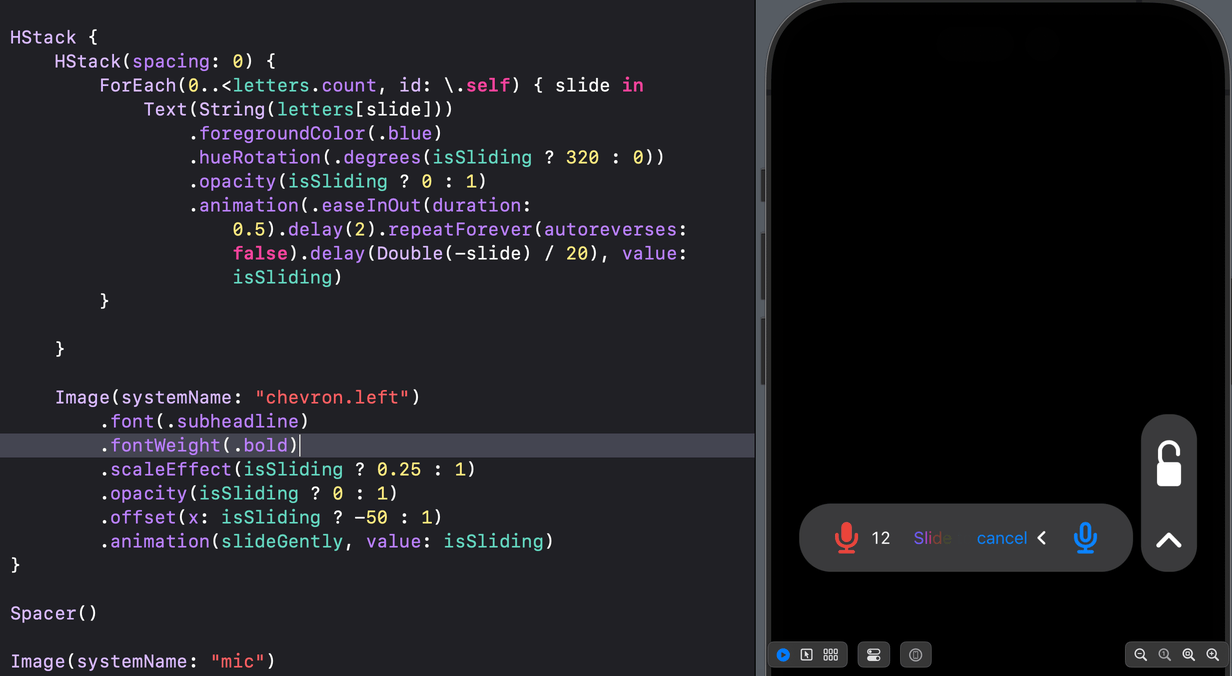 HStack {
HStack(spacing: 0) {
ForEach(0..<letters.count, id: \.self) { slide in
Text(String(letters[slide]))
.foregroundColor(.blue)
.hueRotation(.degrees(isSliding ? 320 : 0))
.opacity(isSliding ? 0 : 1)
.animation(.easeInOut(duration:
0.5).delay(2).repeatForever(autoreverses:
false).delay(Double(-slide) / 20), value:
isSliding)
}
}
Image(systemName: "chevron.left")
.font(.subheadline)
.fontWeight(.bold)
.scaleEffect(isSliding ? 0.25 : 1)
.opacity(isSliding ? 0 : 1)
.offset(x: isSliding ? -50 : 1)
.animation(slideGently, value: isSliding)
}
Spacer()
Image(systemName: "mic")
12 Slide cancel